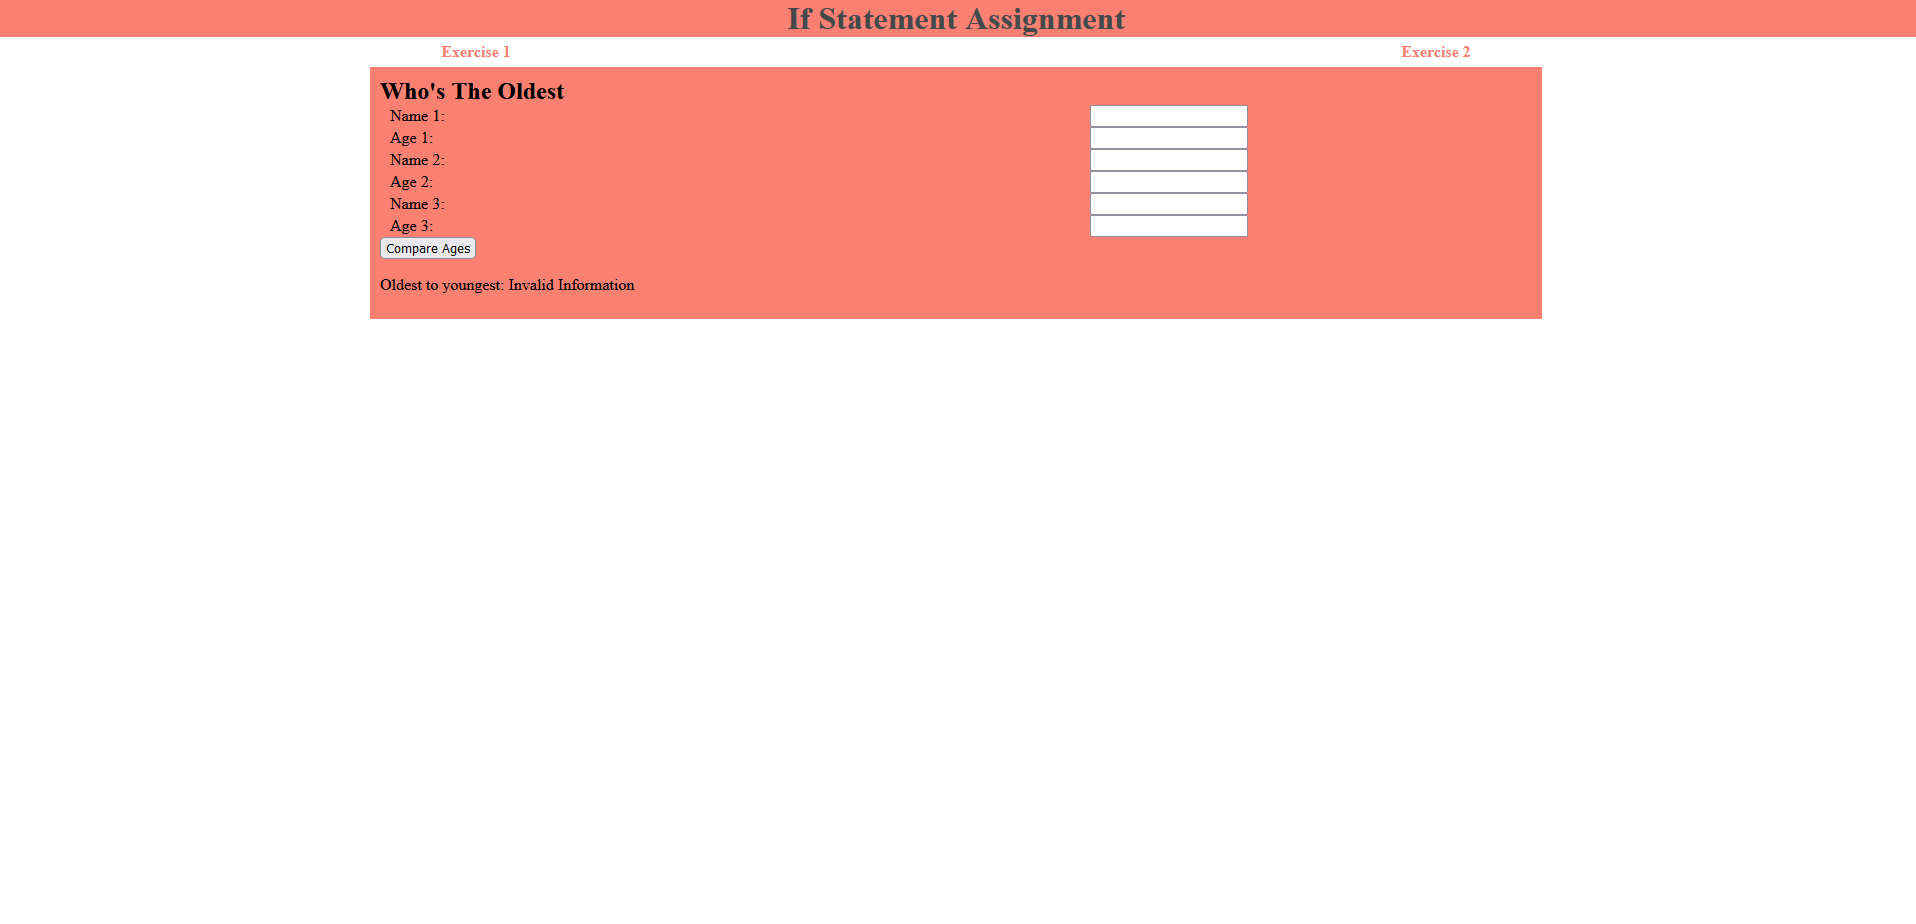 If Statement Assignment
Exercise 1
Exercise 2
Who's The Oldest
Name 1:
Age 1:
Name 2:
Age 2:
Name 3:
Age 3:
Compare Ages
Oldest to youngest: Invalid Information